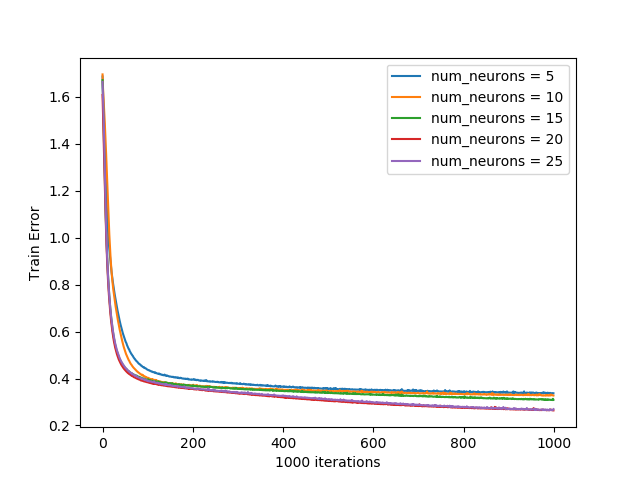 num_neurons = 5
num_neurons = 10
num_neurons = 15
num_neurons = 20
num_neurons = 25
1.6
1.4
1.2
1.0
0.8
0.6
0.4
0.2
Train Error
0 200 400 600 800 1000
1000 iterations